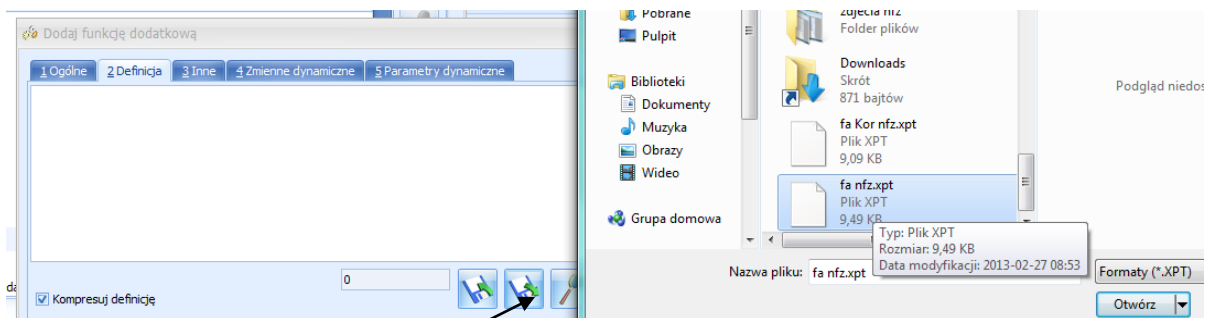 Dodaj funkcję dodatkową
1 Ogólne 2 Definicja 3 Inne 4 Zmienne dynamiczne 5 Parametry dynamiczne
0
Kompresuj definicję
Pobrane
Pulpit
Biblioteki
Dokumenty
Muzyka
Obrazy
Wideo
Grupa domowa
zdjęcia nfz
Folder plików
Downloads
Skrót
871 bajtów
fa Kor nfz.xpt
Plik XPT
9,09 KB
fa nfz.xpt
Plik XPT
9,49 KB
Typ: Plik XPT
Rozmiar: 9,49 KB
Data modyfikacji: 2013-02-27 08:53
Podgląd
Nazwa pliku: fa nfz.xpt
Formaty (*.XPT)
Otwórz